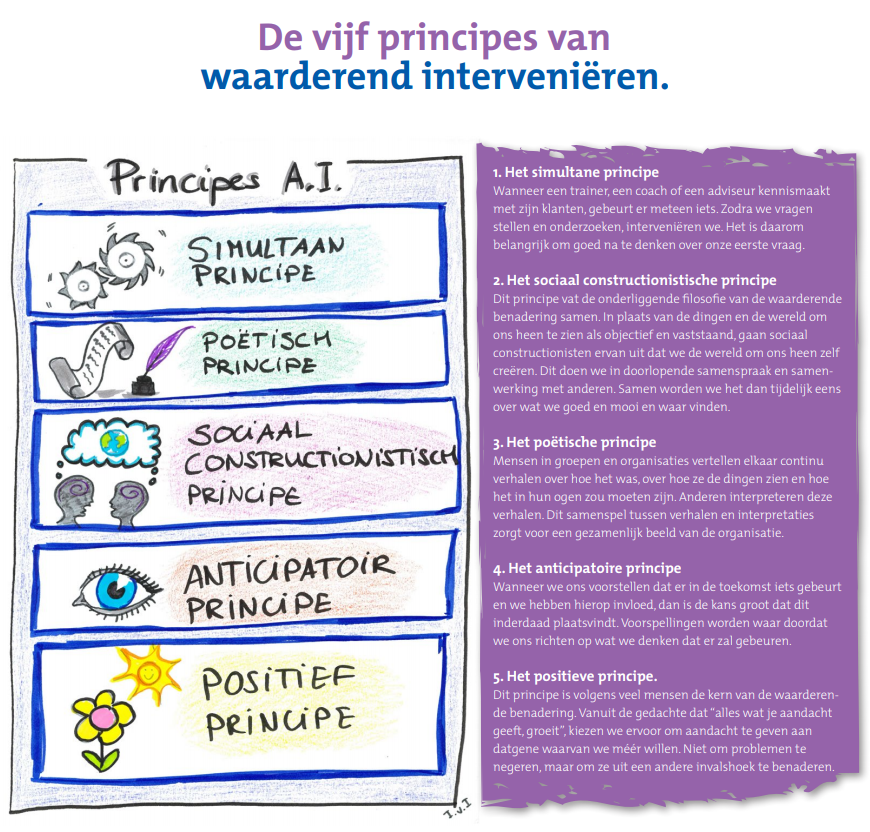 De vijf principes van
waarderend interveniëren.
Principes A.I.
SIMULTAAN
PRINCIPE
POËTISCH
PRINCIPE
SOCIAAL
CONSTRUCTIONISTISCH
PRINCIPE
ANTICIPATOIR
PRINCIPE
POSITIEF
PRINCIPE
I.v.I
1. Het simultane principe
Wanneer een trainer, een coach of een adviseur kennismaakt
met zijn klanten, gebeurt er meteen iets. Zodra we vragen
stellen en onderzoeken, interveniëren we. Het is daarom
belangrijk om goed na te denken over onze eerste vraag.
2. Het sociaal constructionistische principe
Dit principe vat de onderliggende filosofie van de waarderende
benadering samen. In plaats van de dingen en de wereld om
ons heen te zien als objectief en vaststaand, gaan sociaal
constructionisten ervan uit dat we de wereld om ons heen zelf
creëren. Dit doen we in doorlopende samenspraak en samen-
werking met anderen. Samen worden we het dan tijdelijk eens
over wat we goed en mooi en waar vinden.
3. Het poëtische principe
Mensen in groepen en organisaties vertellen elkaar continu
verhalen over hoe het was, over hoe ze de dingen zien en hoe
het in hun ogen zou moeten zijn. Anderen interpreteren deze
verhalen. Dit samenspel tussen verhalen en interpretaties
zorgt voor een gezamenlijk beeld van de organisatie.
4. Het anticipatoire principe
Wanneer we ons voorstellen dat er in de toekomst iets gebeurt
en we hebben hierop invloed, dan is de kans groot dat dit
inderdaad plaatsvindt. Voorspellingen worden waar doordat
we ons richten op wat we denken dat er zal gebeuren.
5. Het positieve principe.
Dit principe is volgens veel mensen de kern van de waarderen-
de benadering. Vanuit de gedachte dat “alles wat je aandacht
geeft, groeit”, kiezen we ervoor om aandacht te geven aan
datgene waarvan we méér willen. Niet om problemen te
negeren, maar om ze uit een andere invalshoek te benaderen.